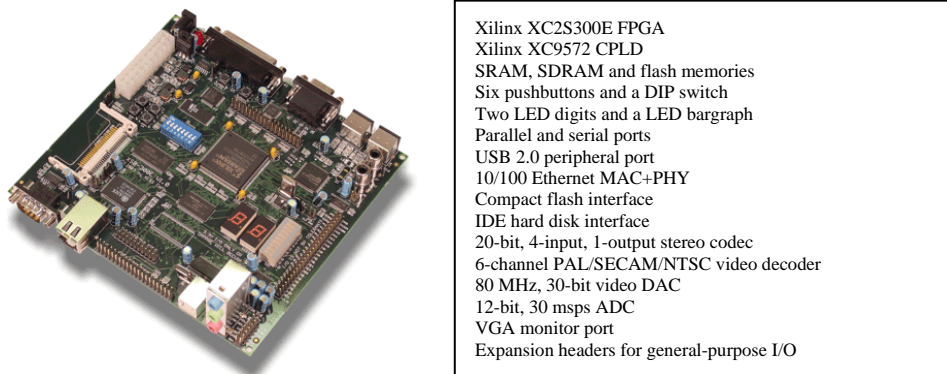 Xilinx XC2S300E FPGA
Xilinx XC9572 CPLD
SRAM, SDRAM and flash memories
Six pushbuttons and a DIP switch
Two LED digits and a LED bargraph
Parallel and serial ports
USB 2.0 peripheral port
10/100 Ethernet MAC+PHY
Compact flash interface
IDE hard disk interface
20-bit, 4-input, 1-output stereo codec
6-channel PAL/SECAM/NTSC video decoder
80 MHz, 30-bit video DAC
12-bit, 30 msps ADC
VGA monitor port
Expansion headers for general-purpose I/O